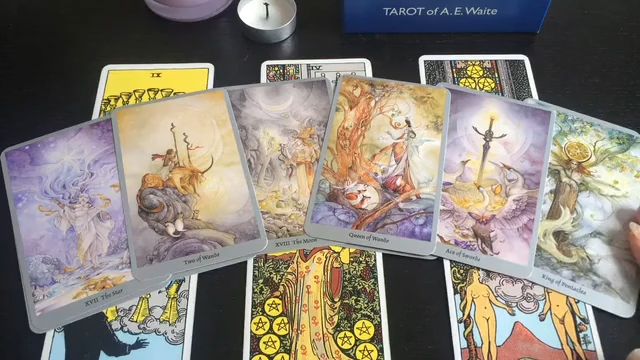 TAROT of A. E. Waite
IX
IV
XVII The Star
Two of Wands
XVIII The Moon
Queen of Wands
Ace of Swords
King of Pentacles